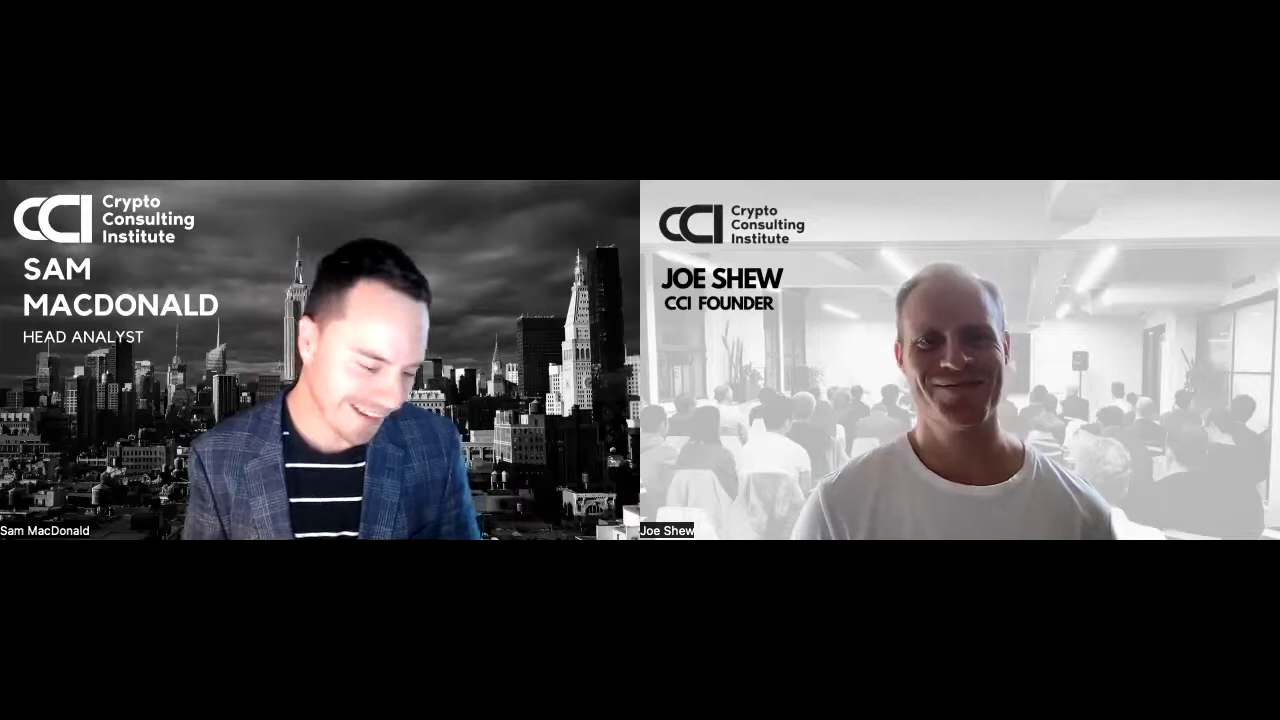 CCI
Crypto
Consulting
Institute
SAM
MACDONALD
HEAD ANALYST
Sam MacDonald
CCI
Crypto
Consulting
Institute
JOE SHEW
CCI FOUNDER
Joe Shew